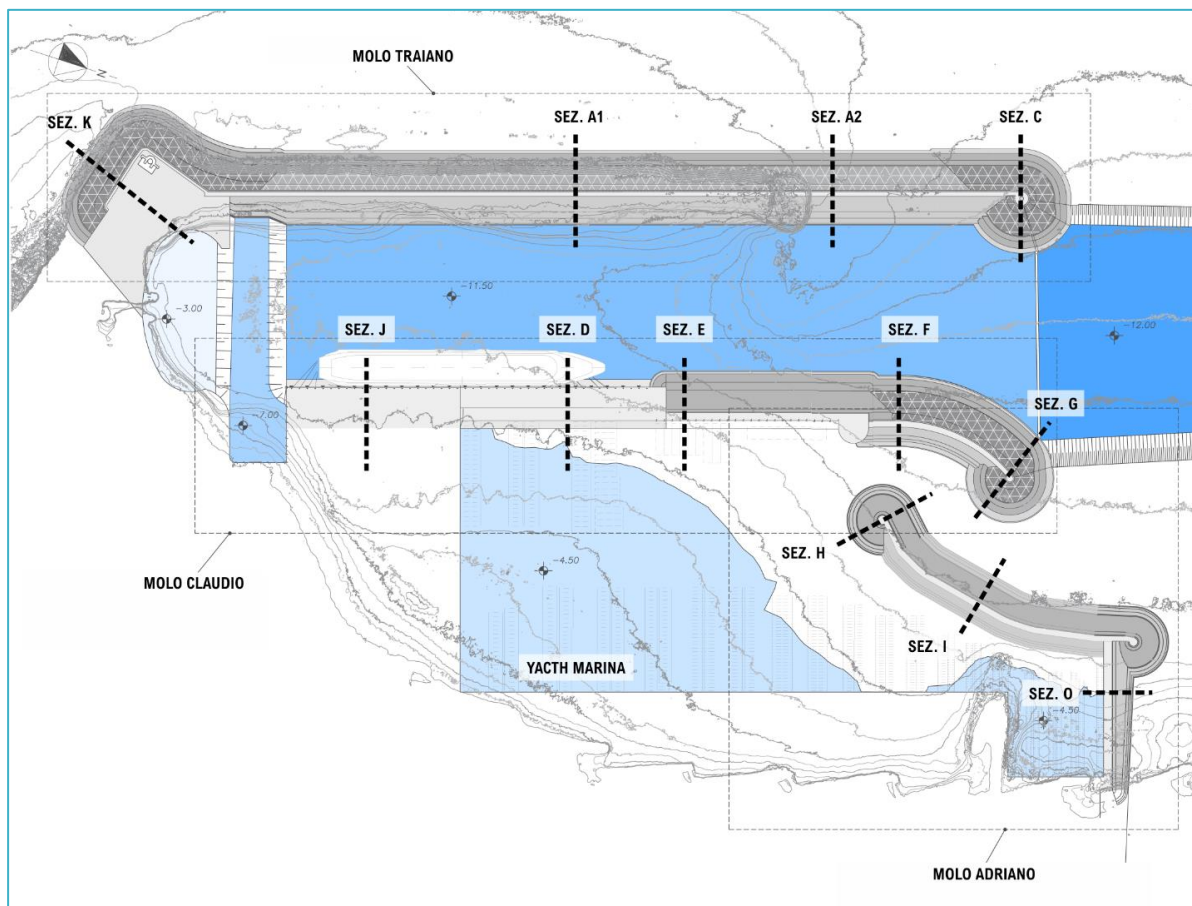 MOLO TRAIANO
N
SEZ. K
SEZ. A1
SEZ. A2
SEZ. C
-3.00
-11.50
-12.00
SEZ. J
SEZ. D
SEZ. E
SEZ. F
SEZ. G
-7.00
SEZ. H
MOLO CLAUDIO
-4.50
SEZ. I
YACTH MARINA
SEZ. O
-4.50
MOLO ADRIANO